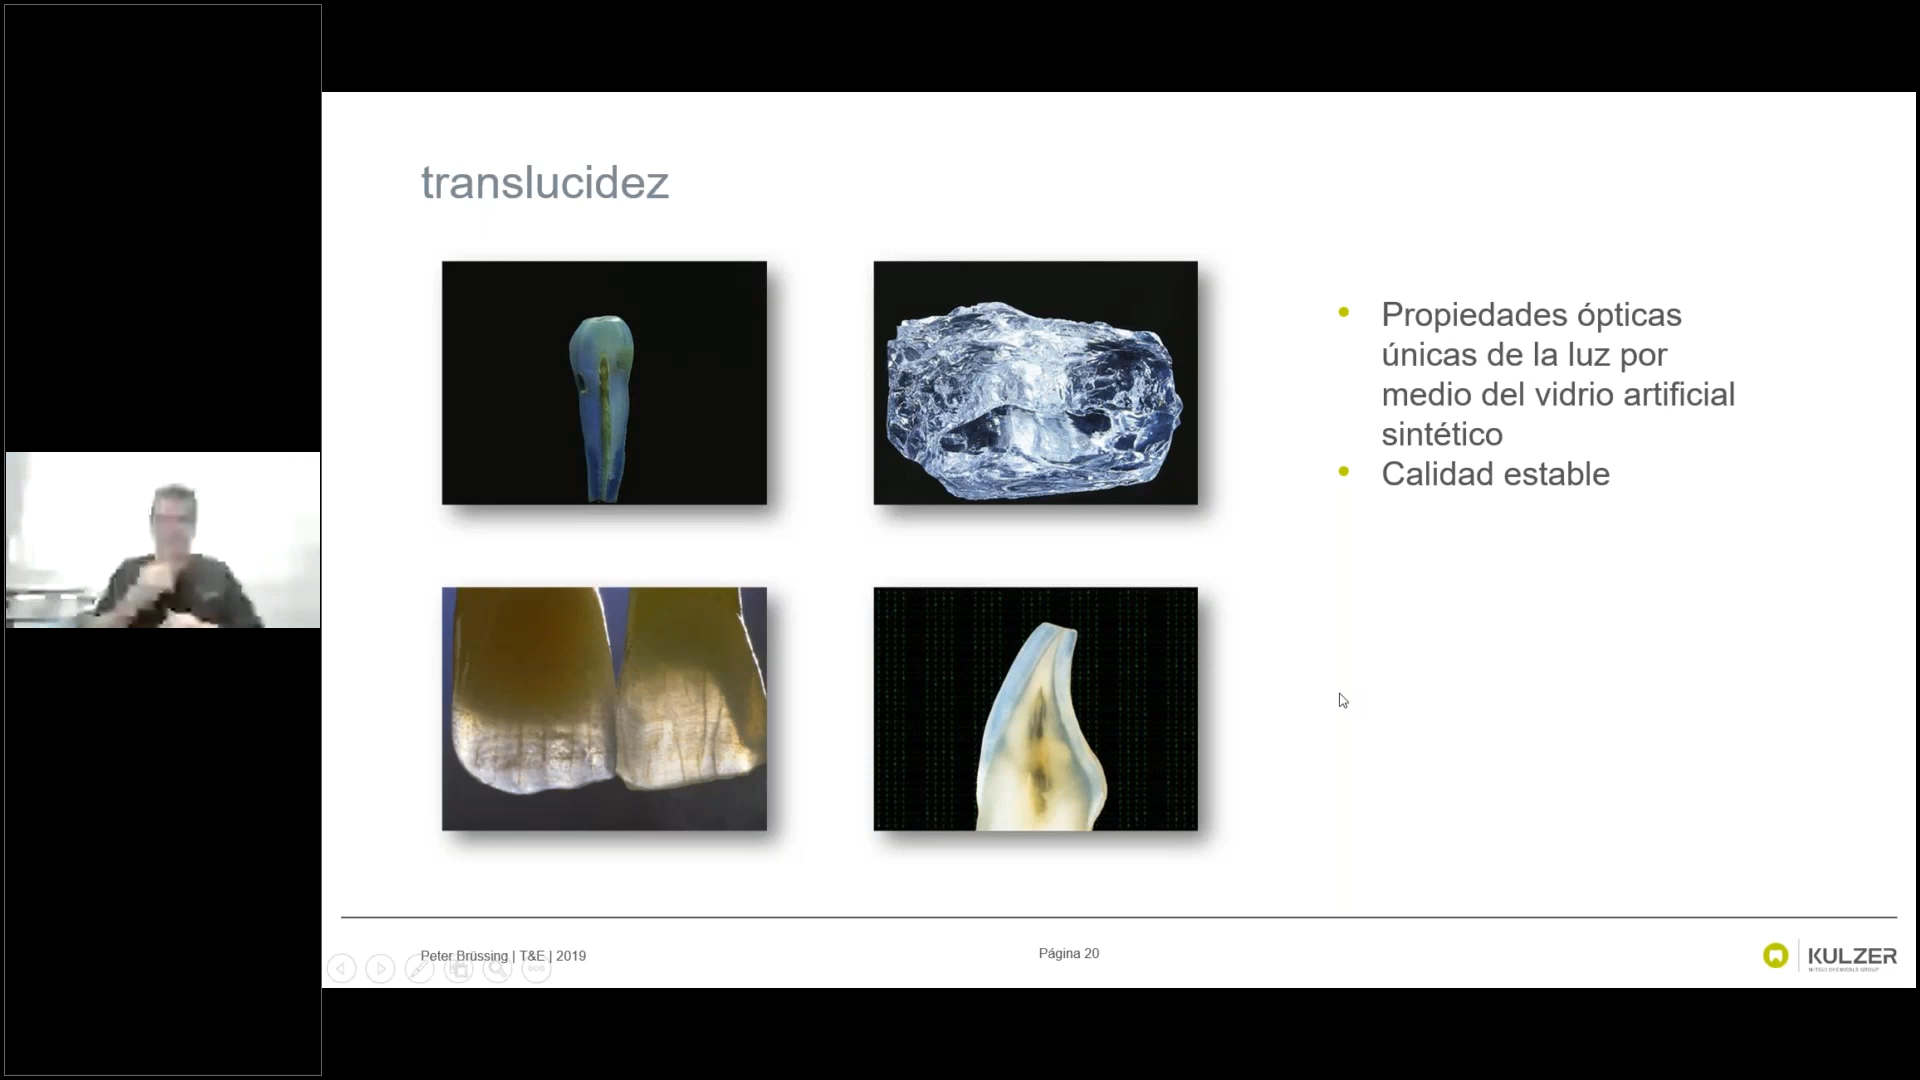 translucidez
• Propiedades ópticas
únicas de la luz por
medio del vidrio artificial
sintético
• Calidad estable
Peter Brüssing | T&E | 2019
Página 20
KULZER
MITSUI CHEMICALS GROUP